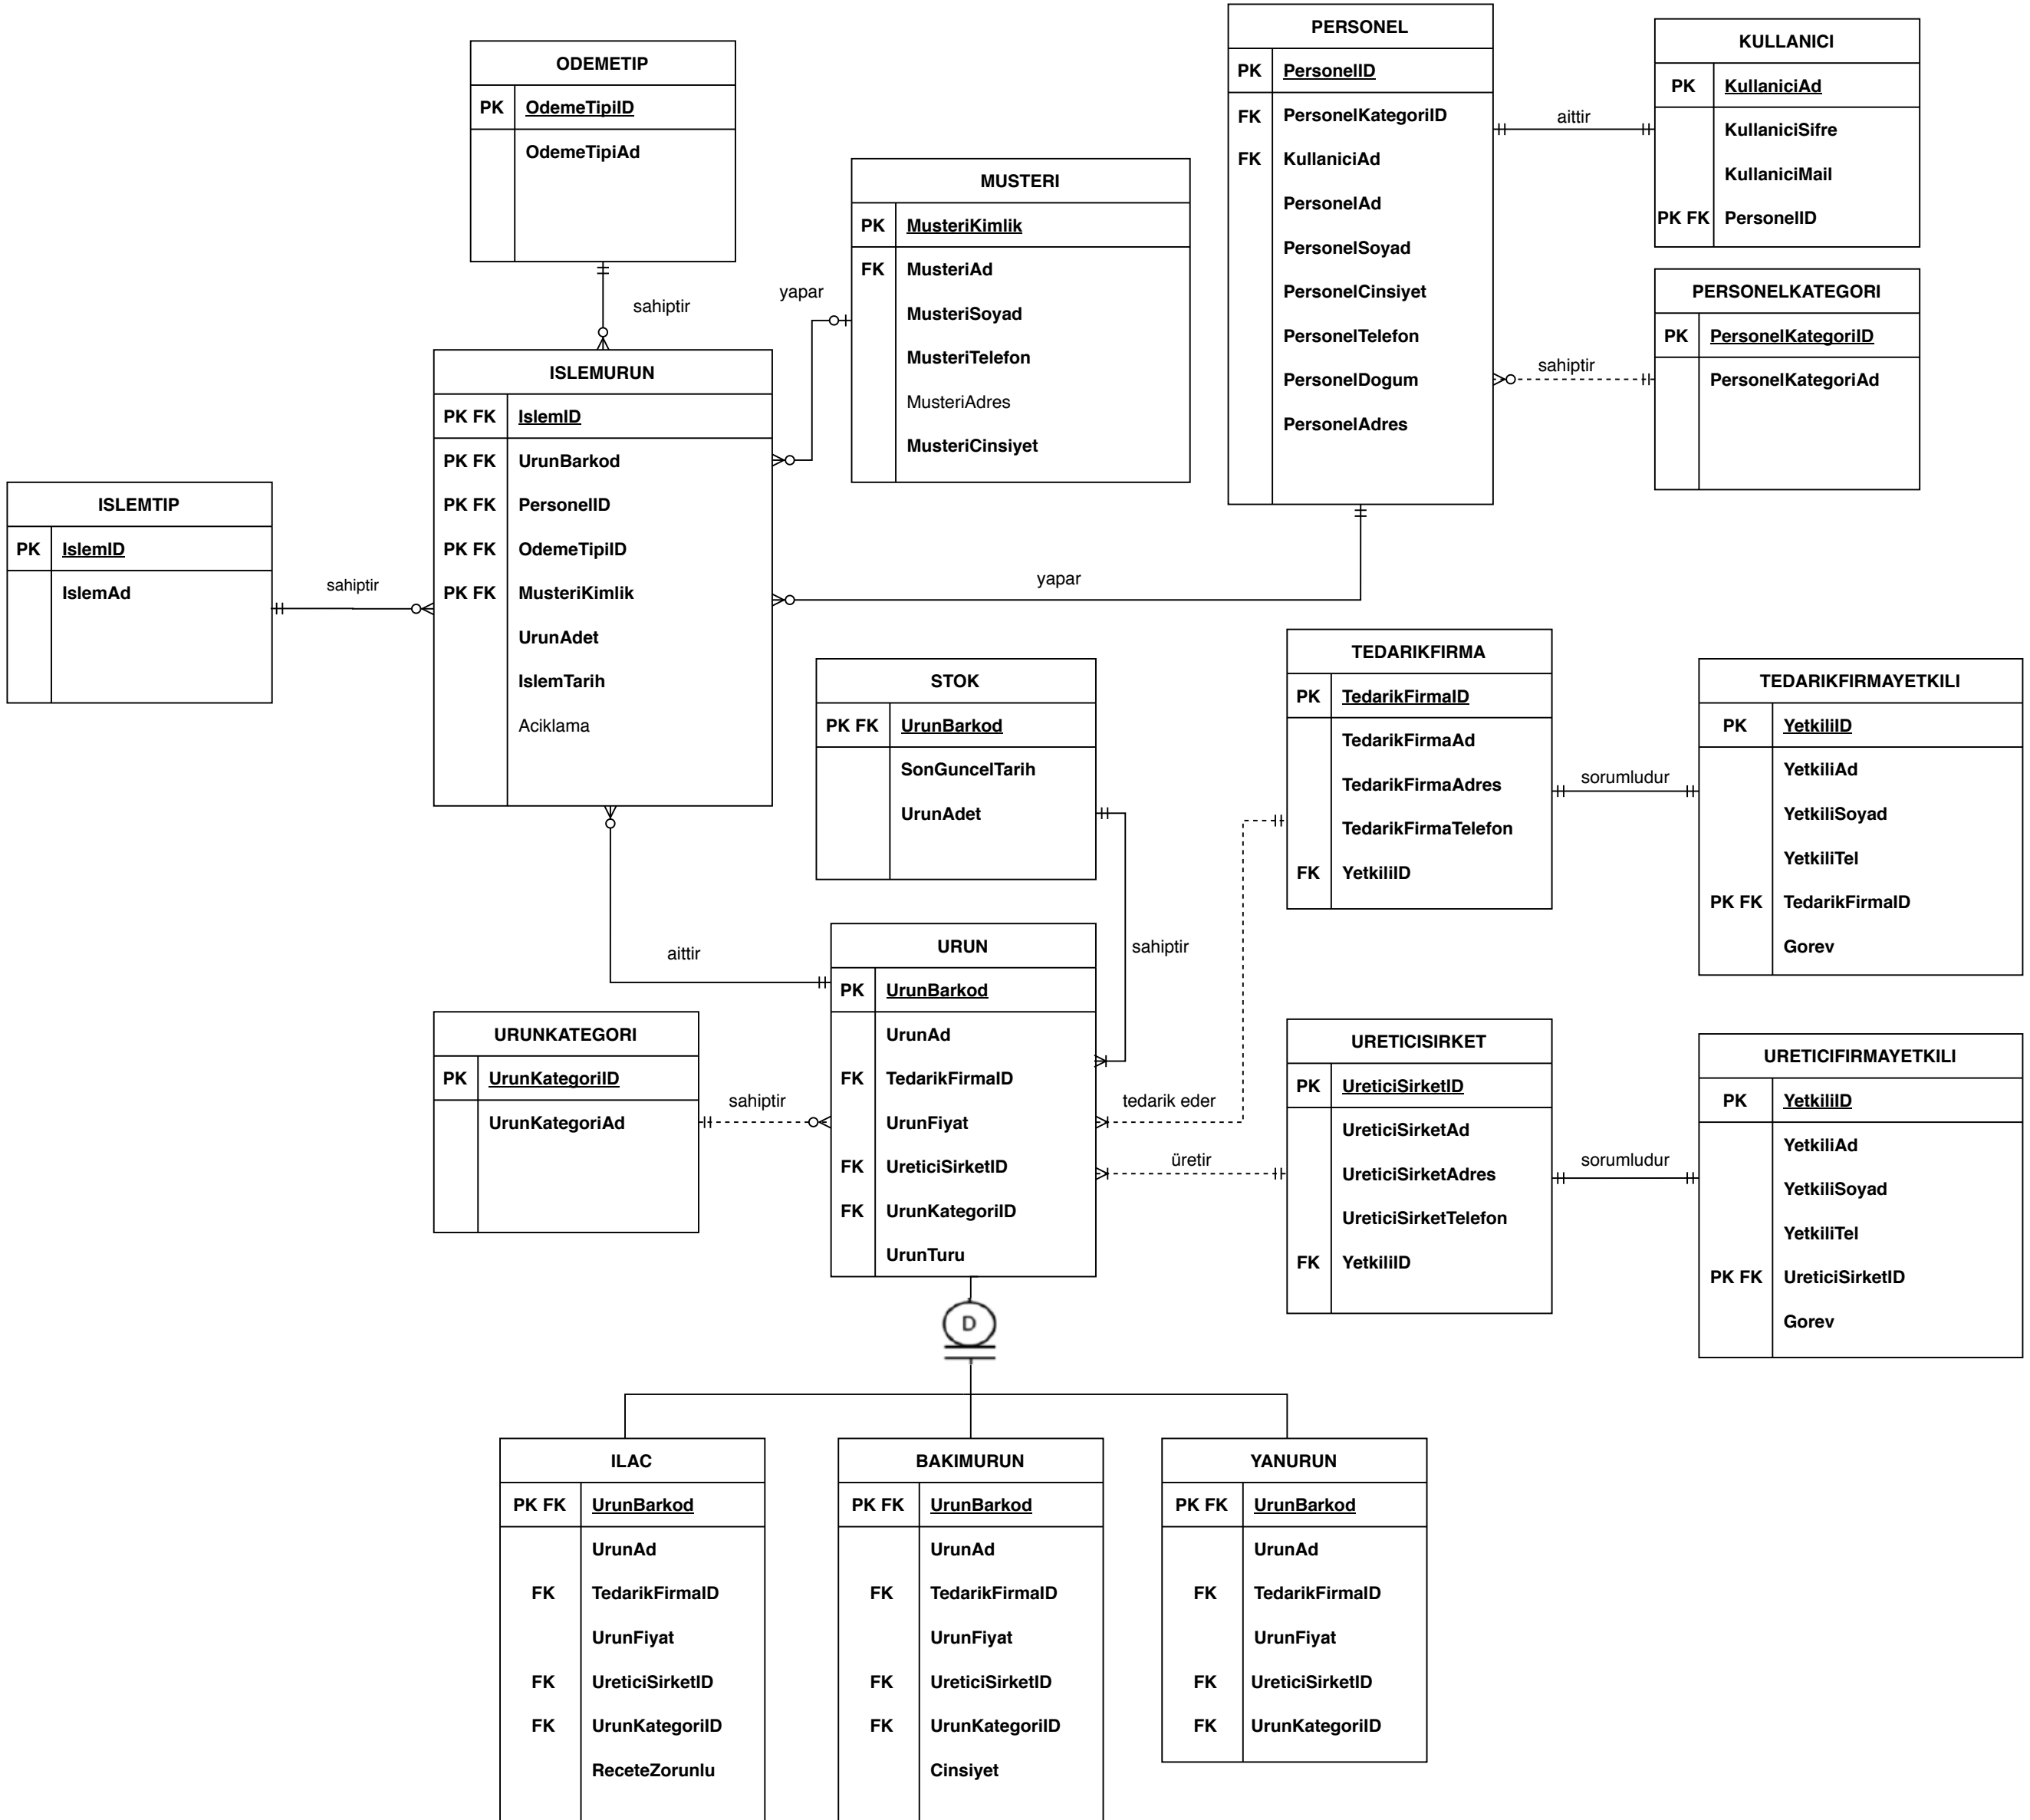 ODEMETIP
PK OdemeTipiID
OdemeTipiAd
sahiptir
MUSTERI
PK MusteriKimlik
FK MusteriAd
MusteriSoyad
MusteriTelefon
MusteriAdres
MusteriCinsiyet
yapar
PERSONEL
PK PersonelID
FK PersonelKategoriID
FK KullaniciAd
PersonelAd
PersonelSoyad
PersonelCinsiyet
PersonelTelefon
PersonelDogum
PersonelAdres
aittir
KULLANICI
PK KullaniciAd
KullaniciSifre
KullaniciMail
PK FK PersonelID
sahiptir
PERSONELKATEGORI
PK PersonelKategoriID
PersonelKategoriAd
ISLEMTIP
PK IslemID
IslemAd
sahiptir
ISLEMURUN
PK FK IslemID
PK FK UrunBarkod
PK FK PersonelID
PK FK OdemeTipiID
PK FK MusteriKimlik
UrunAdet
IslemTarih
Aciklama
yapar
STOK
PK FK UrunBarkod
SonGuncelTarih
UrunAdet
sahiptir
TEDARIKFIRMA
PK TedarikFirmaID
TedarikFirmaAd
TedarikFirmaAdres
TedarikFirmaTelefon
FK YetkiliID
sorumludur
TEDARIKFIRMAYETKILI
PK YetkiliID
YetkiliAd
YetkiliSoyad
YetkiliTel
PK FK TedarikFirmaID
Gorev
aittir
URUNKATEGORI
PK UrunKategoriID
UrunKategoriAd
sahiptir
URUN
PK UrunBarkod
UrunAd
FK TedarikFirmaID
UrunFiyat
FK UreticiSirketID
FK UrunKategoriID
UrunTuru
tedarik eder
üretir
URETICISIRKET
PK UreticiSirketID
UreticiSirketAd
UreticiSirketAdres
UreticiSirketTelefon
FK YetkiliID
sorumludur
URETICIFIRMAYETKILI
PK YetkiliID
YetkiliAd
YetkiliSoyad
YetkiliTel
PK FK UreticiSirketID
Gorev
D
ILAC
PK FK UrunBarkod
UrunAd
FK TedarikFirmaID
UrunFiyat
FK UreticiSirketID
FK UrunKategoriID
ReceteZorunlu
BAKIMURUN
PK FK UrunBarkod
UrunAd
FK TedarikFirmaID
UrunFiyat
FK UreticiSirketID
FK UrunKategoriID
Cinsiyet
YANURUN
PK FK UrunBarkod
UrunAd
FK TedarikFirmaID
UrunFiyat
FK UreticiSirketID
FK UrunKategoriID